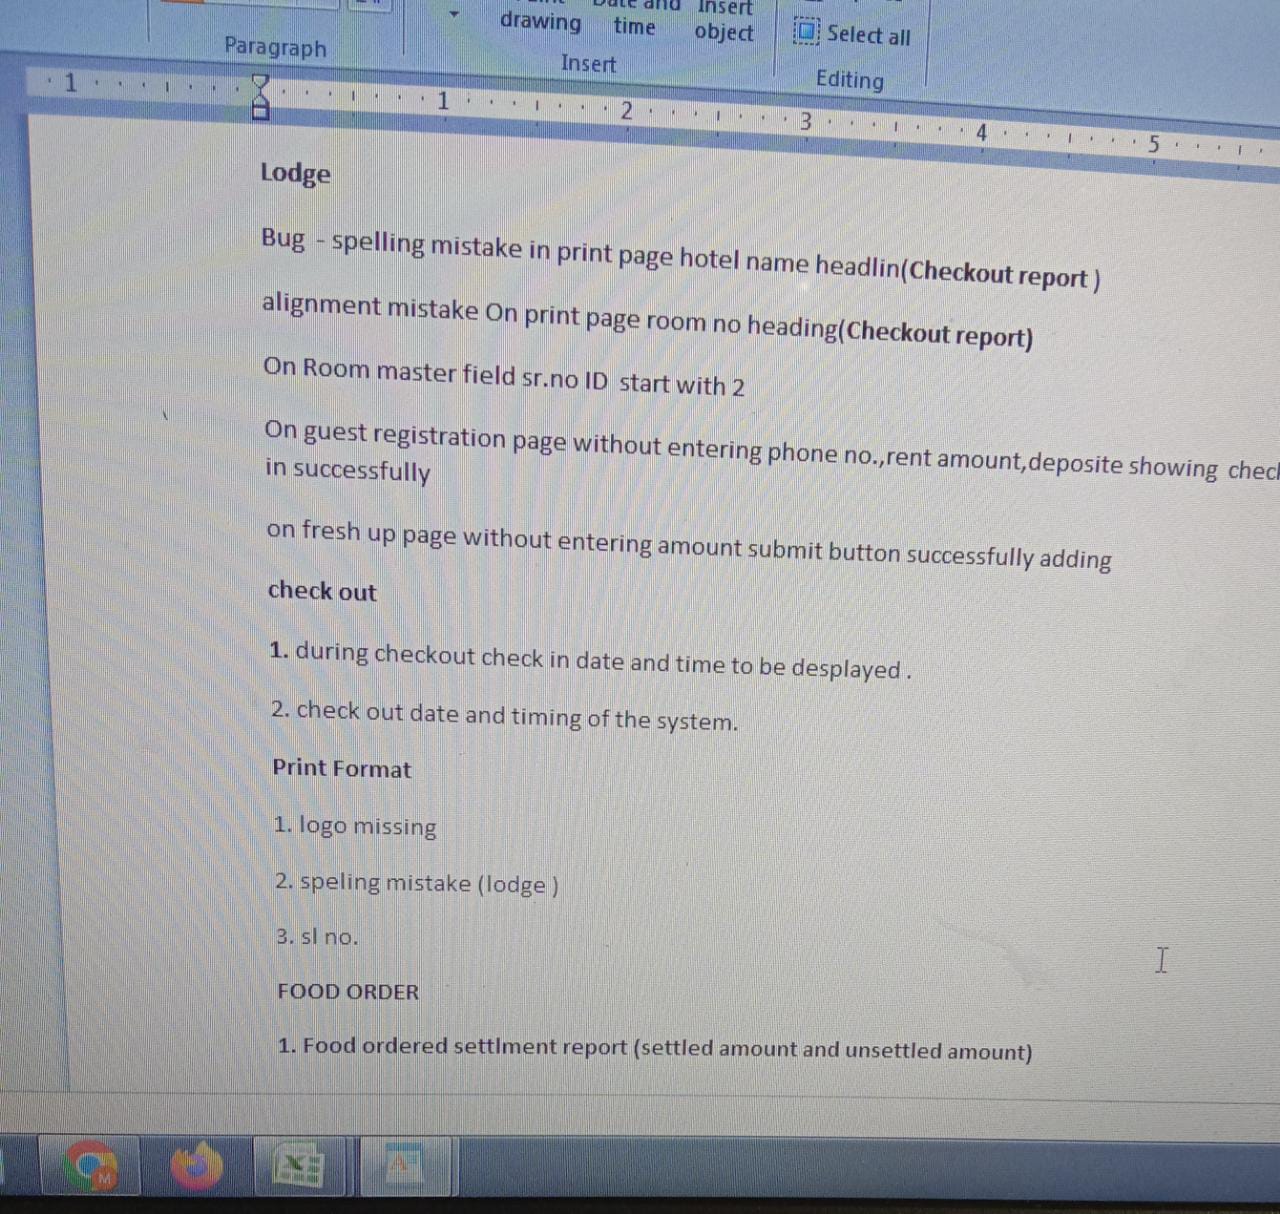 drawing
time
Insert
object
Select all
Paragraph
Insert
Editing
1 1 2 3 4 5
Lodge
Bug - spelling mistake in print page hotel name headlin(Checkout report )
alignment mistake On print page room no heading(Checkout report)
On Room master field sr.no ID start with 2
On guest registration page without entering phone no.,rent amount,deposite showing
in successfully
on fresh up page without entering amount submit button successfully adding
check out
1. during checkout check in date and time to be desplayed .
2. check out date and timing of the system.
Print Format
1. logo missing
2. speling mistake (lodge )
3. sl no.
FOOD ORDER
1. Food ordered settlment report (settled amount and unsettled amount)
M
A